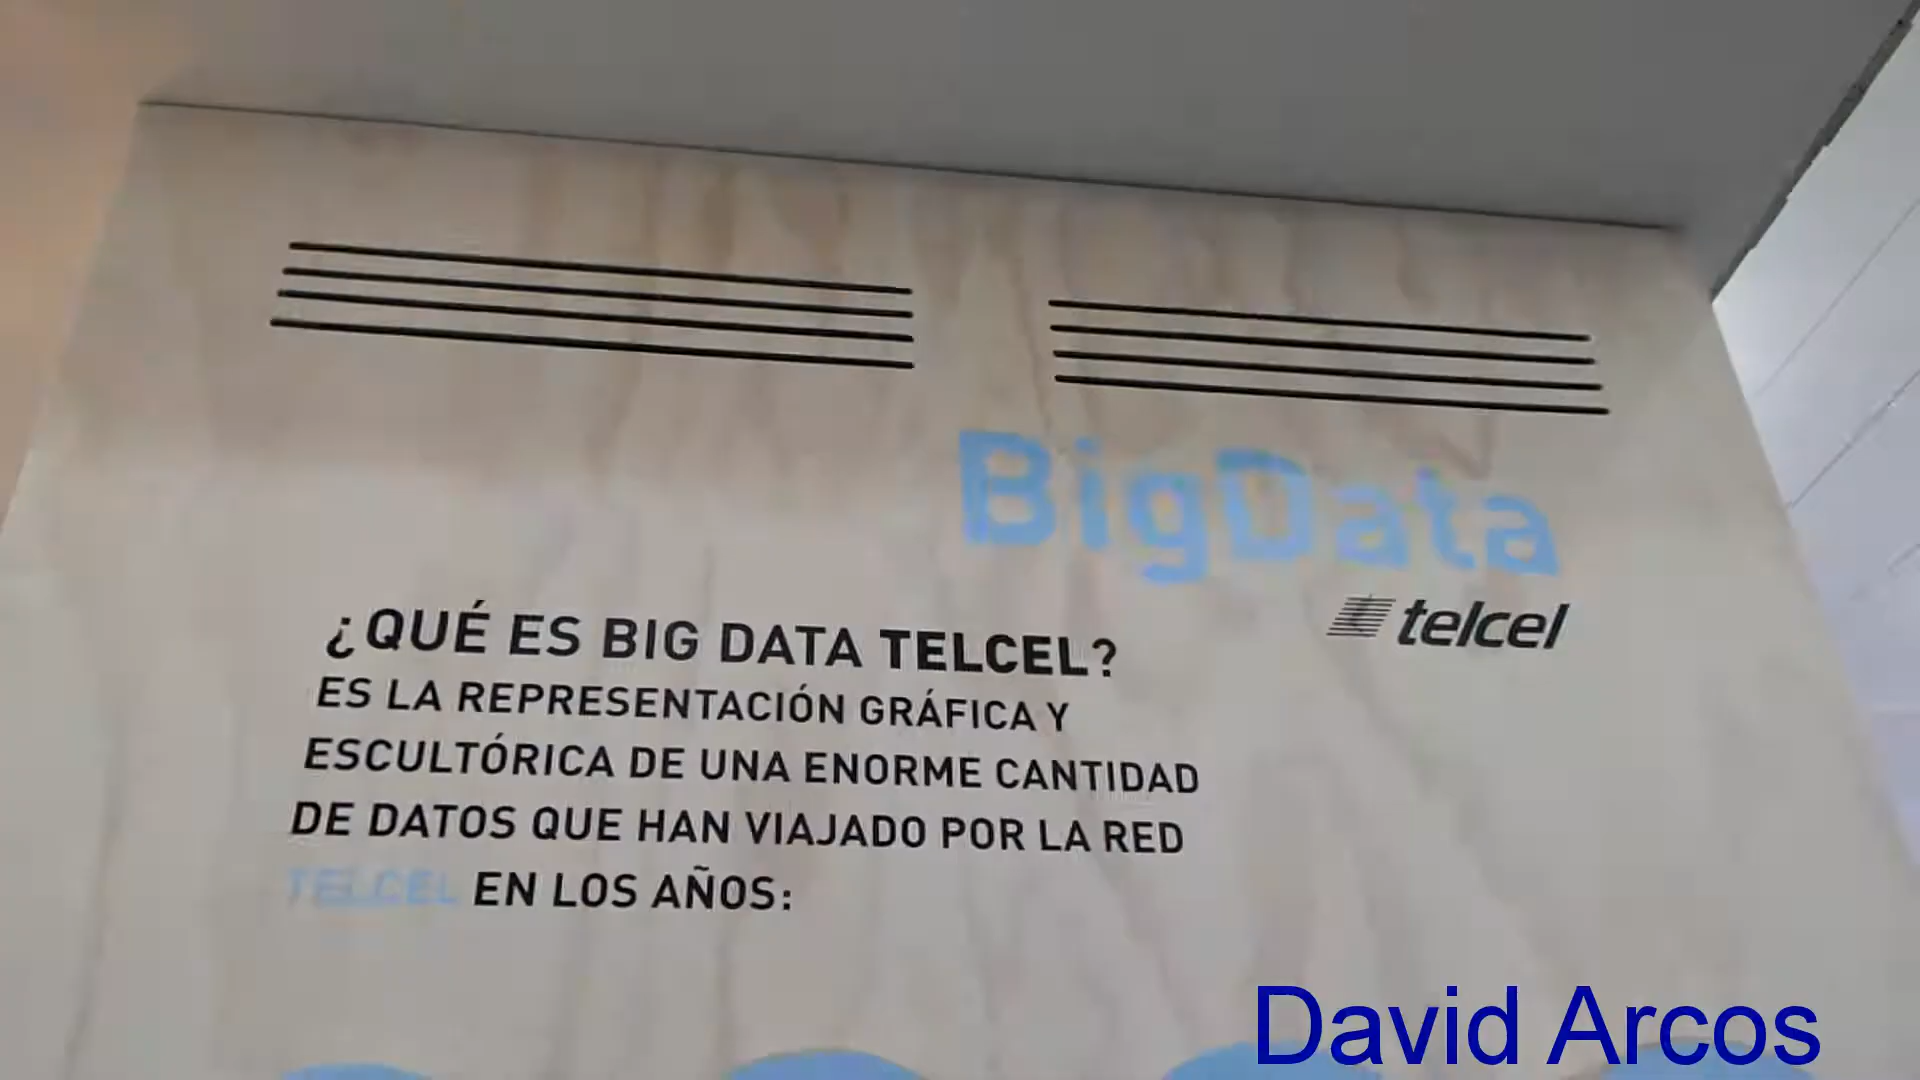 BigData
telcel
¿QUÉ ES BIG DATA TELCEL?
ES LA REPRESENTACIÓN GRÁFICA Y
ESCULTÓRICA DE UNA ENORME CANTIDAD
DE DATOS QUE HAN VIAJADO POR LA RED
TELCEL EN LOS AÑOS:
David Arcos